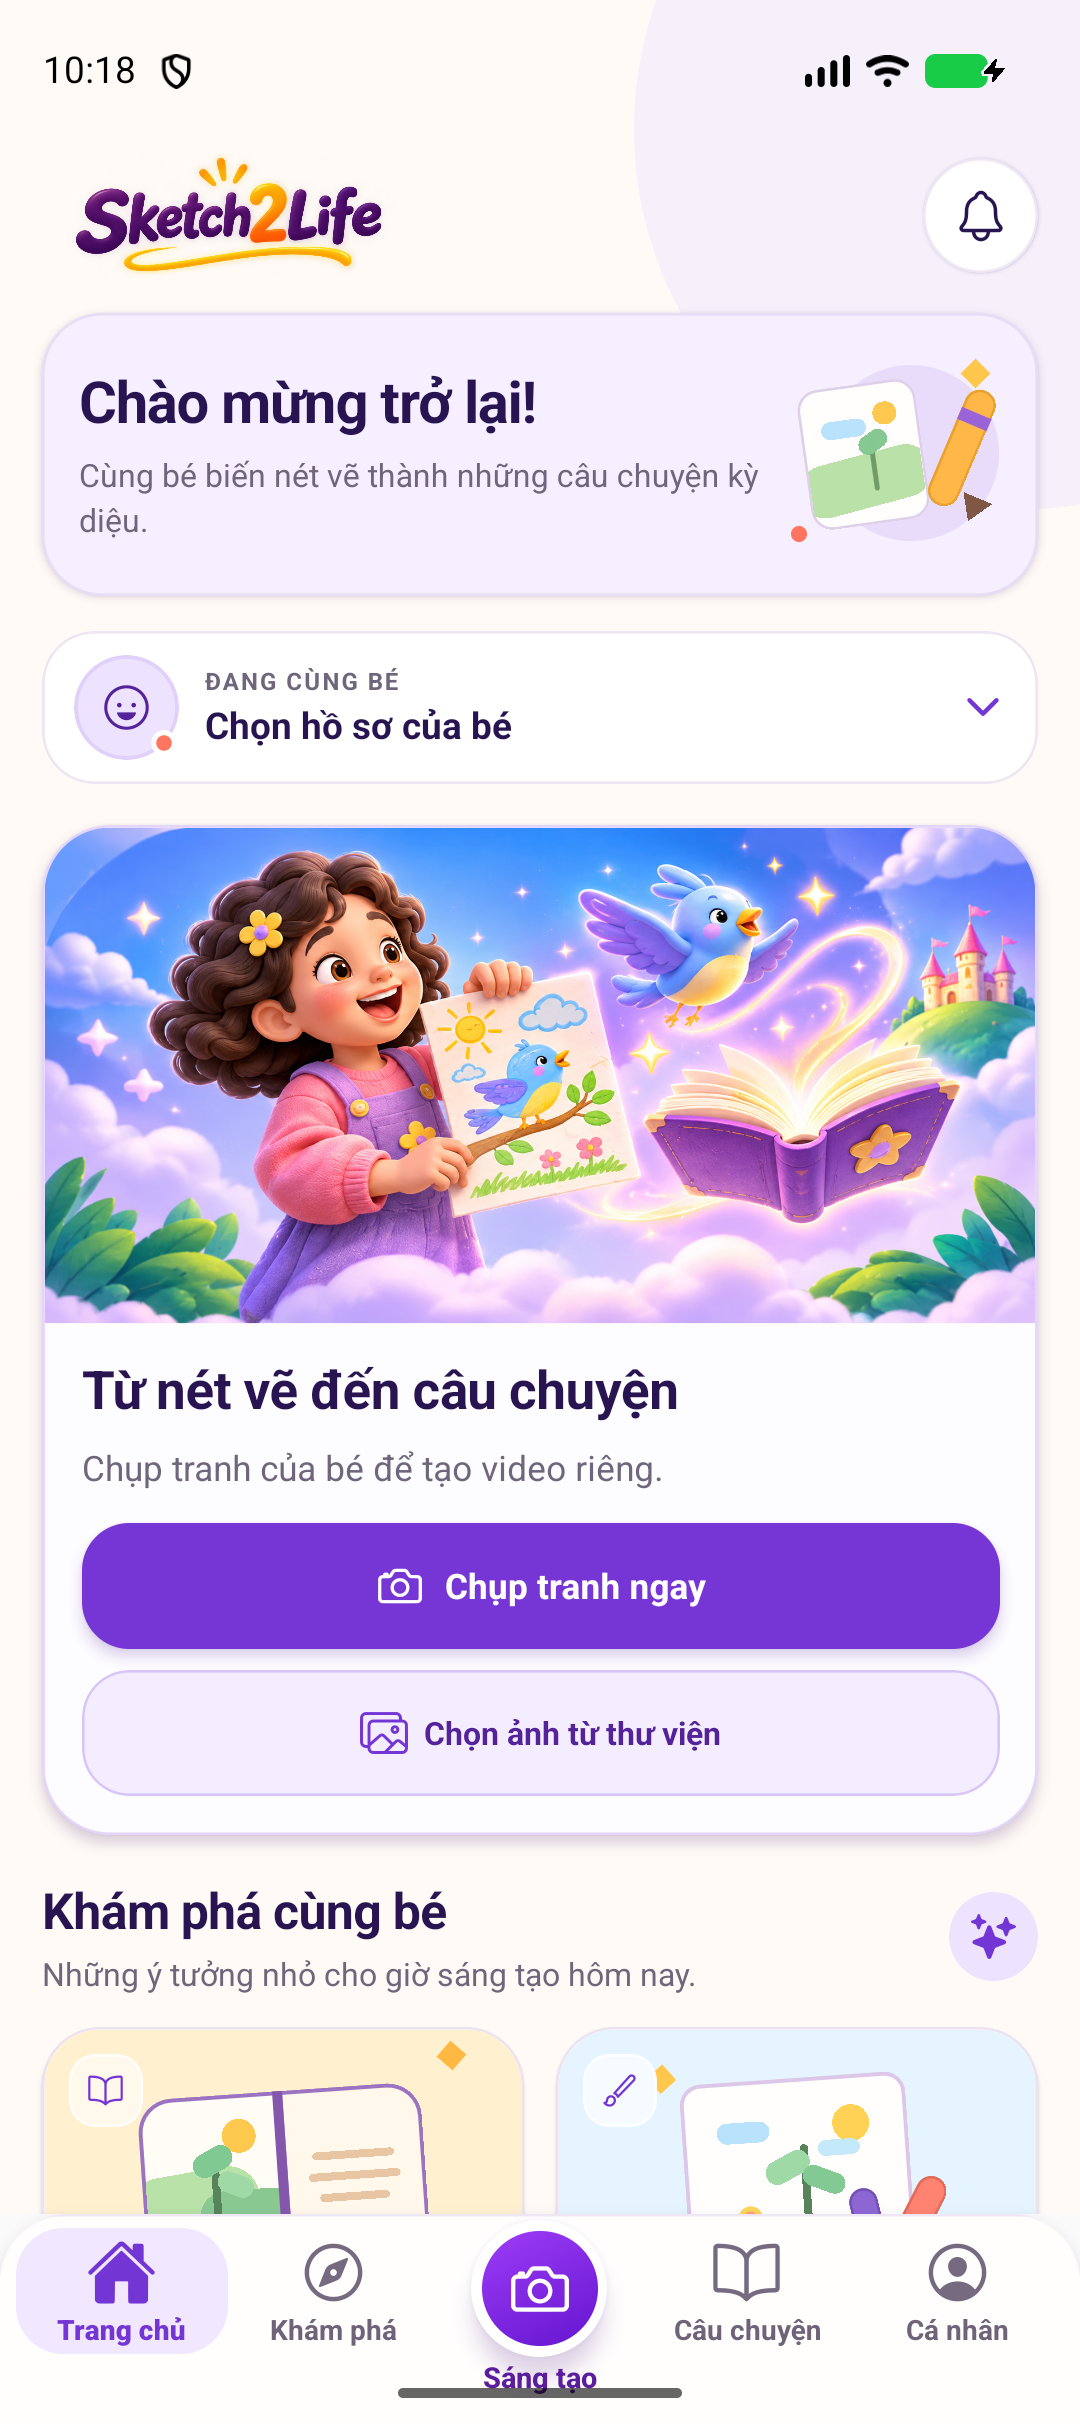 10:18
Sketch2Life
Chào mừng trở lại!
Cùng bé biến nét vẽ thành những câu chuyện kỳ
diệu.
ĐANG CÙNG BÉ
Chọn hồ sơ của bé
Từ nét vẽ đến câu chuyện
Chụp tranh của bé để tạo video riêng.
Chụp tranh ngay
Chọn ảnh từ thư viện
Khám phá cùng bé
Những ý tưởng nhỏ cho giờ sáng tạo hôm nay.
Trang chủ
Khám phá
Sáng tạo
Câu chuyện
Cá nhân